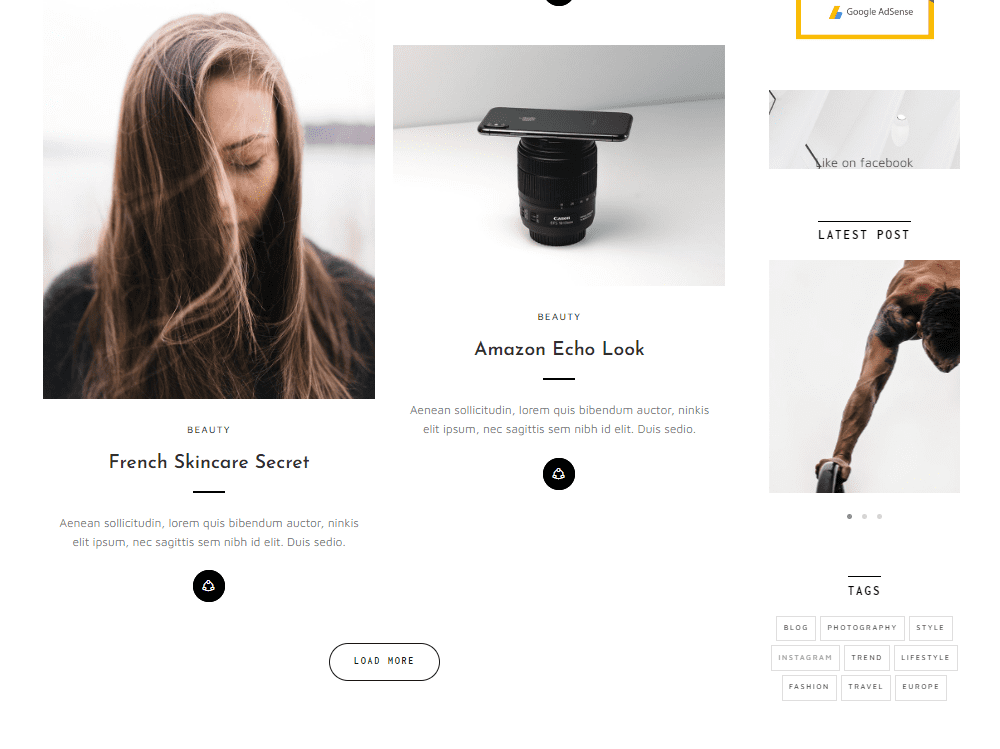 BEAUTY
French Skincare Secret
Aenean sollicitudin, lorem quis bibendum auctor, ninkis
elit ipsum, nec sagittis sem nibh id elit. Duis sedio.
Canon
BEAUTY
Amazon Echo Look
Aenean sollicitudin, lorem quis bibendum auctor, ninkis
elit ipsum, nec sagittis sem nibh id elit. Duis sedio.
LOAD MORE
Google AdSense
Like on facebook
LATEST POST
TAGS
BLOG PHOTOGRAPHY STYLE
INSTAGRAM TREND LIFESTYLE
FASHION TRAVEL EUROPE